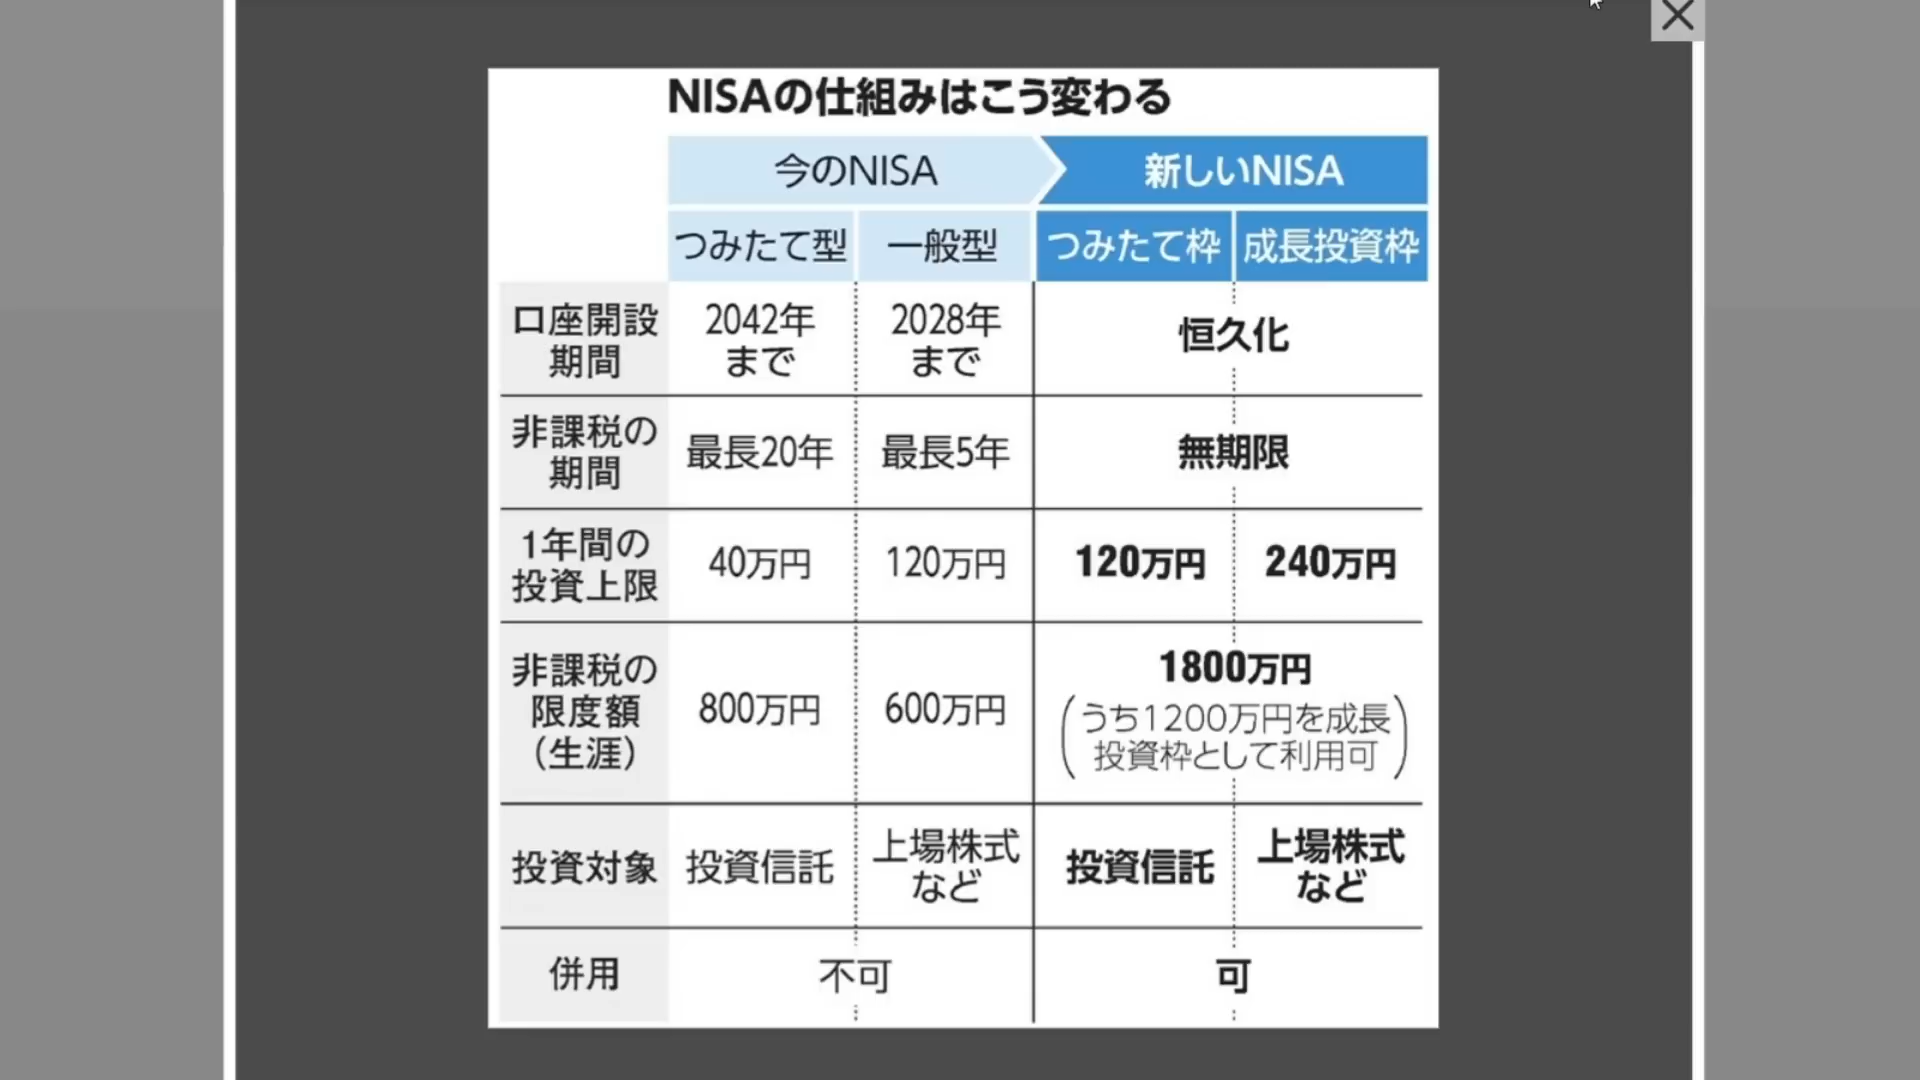 NISAの仕組みはこう変わる
今のNISA 新しいNISA
つみたて型 一般型 つみたて枠 成長投資枠
口座開設
期間
2042年
まで
2028年
まで
恒久化
非課税の
期間
最長20年 最長5年 無期限
1年間の
投資上限
40万円 120万円 120万円 240万円
非課税の
限度額
（生涯）
800万円 600万円
1800万円
（うち1200万円を成長
投資枠として利用可）
投資対象 投資信託
上場株式
など
投資信託
上場株式
など
併用 不可 可